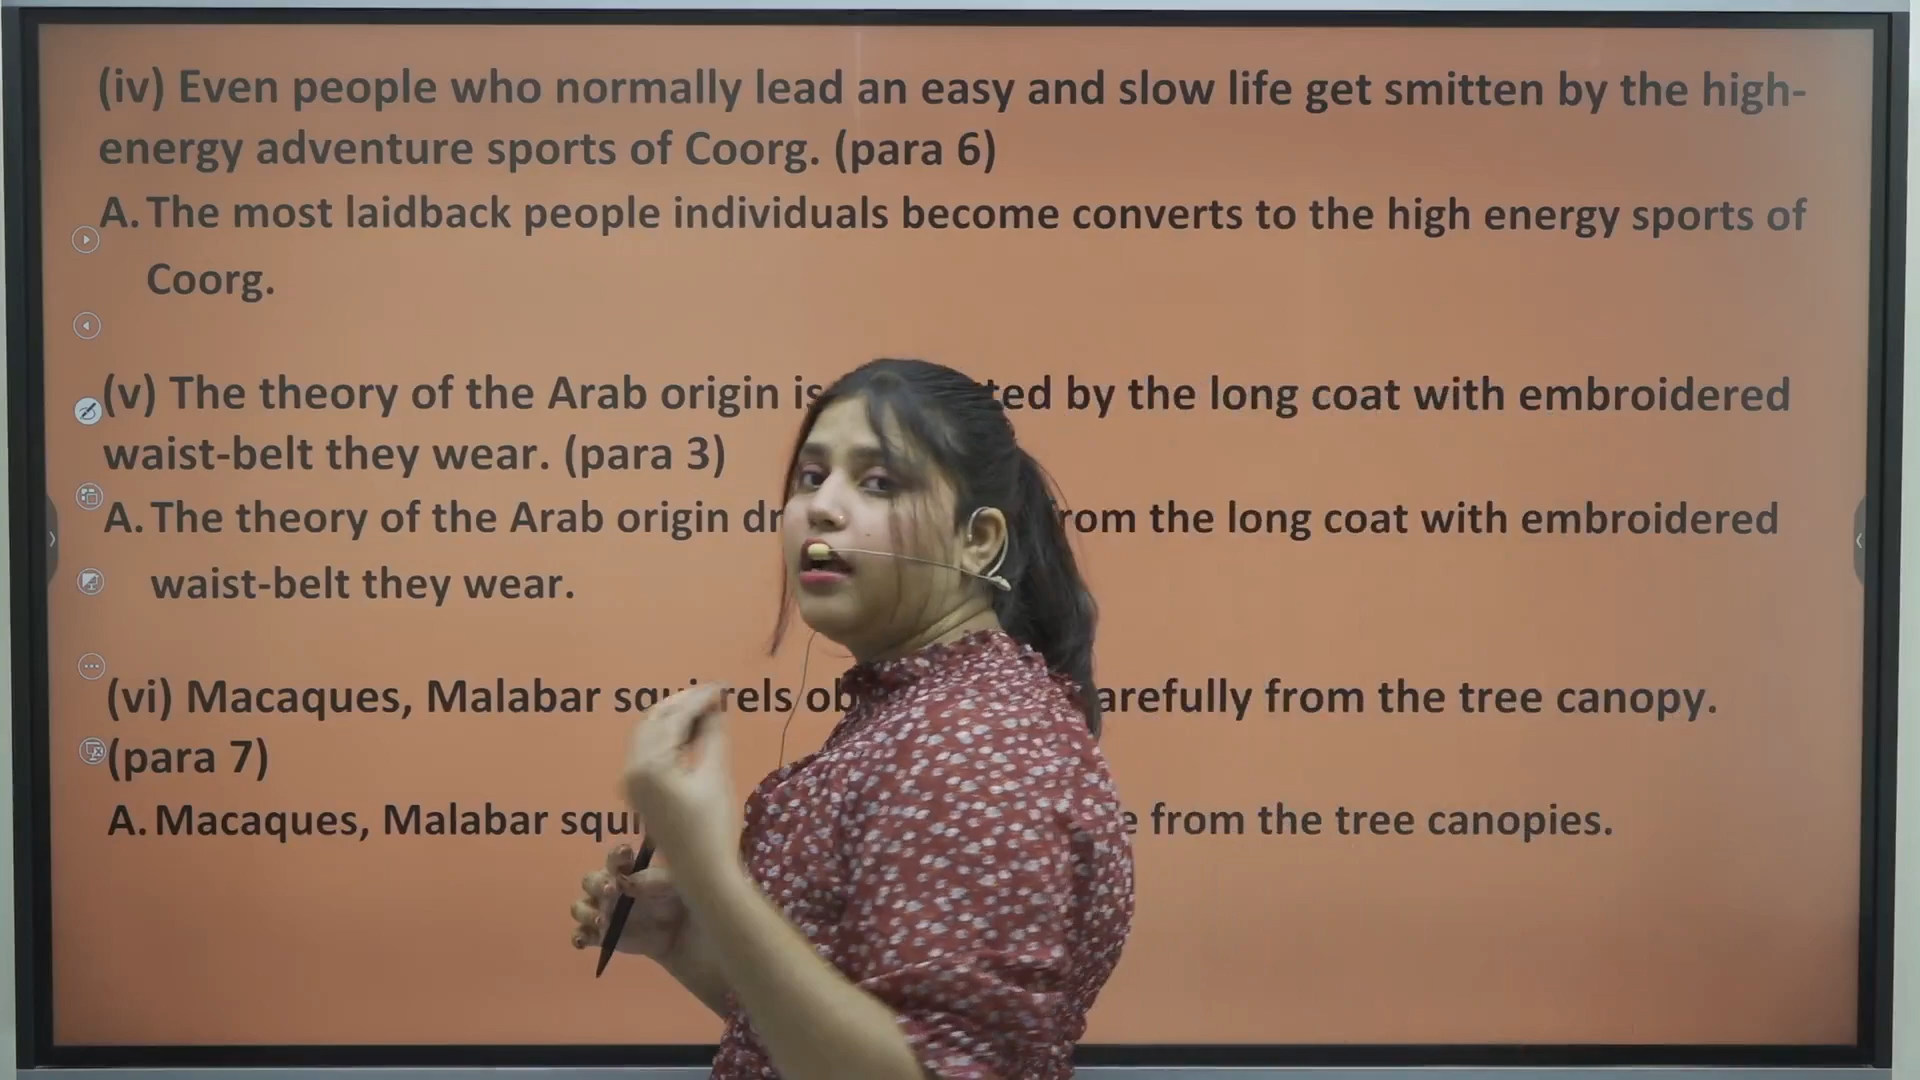 (iv) Even people who normally lead an easy and slow life get smitten by the high-
energy adventure sports of Coorg. (para 6)
A. The most laidback people individuals become converts to the high energy sports of
Coorg.
(v) The theory of the Arab origin is by the long coat with embroidered
waist-belt they wear. (para 3)
A. The theory of the Arab origin from the long coat with embroidered
waist-belt they wear.
(vi) Macaques, Malabar squirrels carefully from the tree canopy.
(para 7)
A. Macaques, Malabar from the tree canopies.